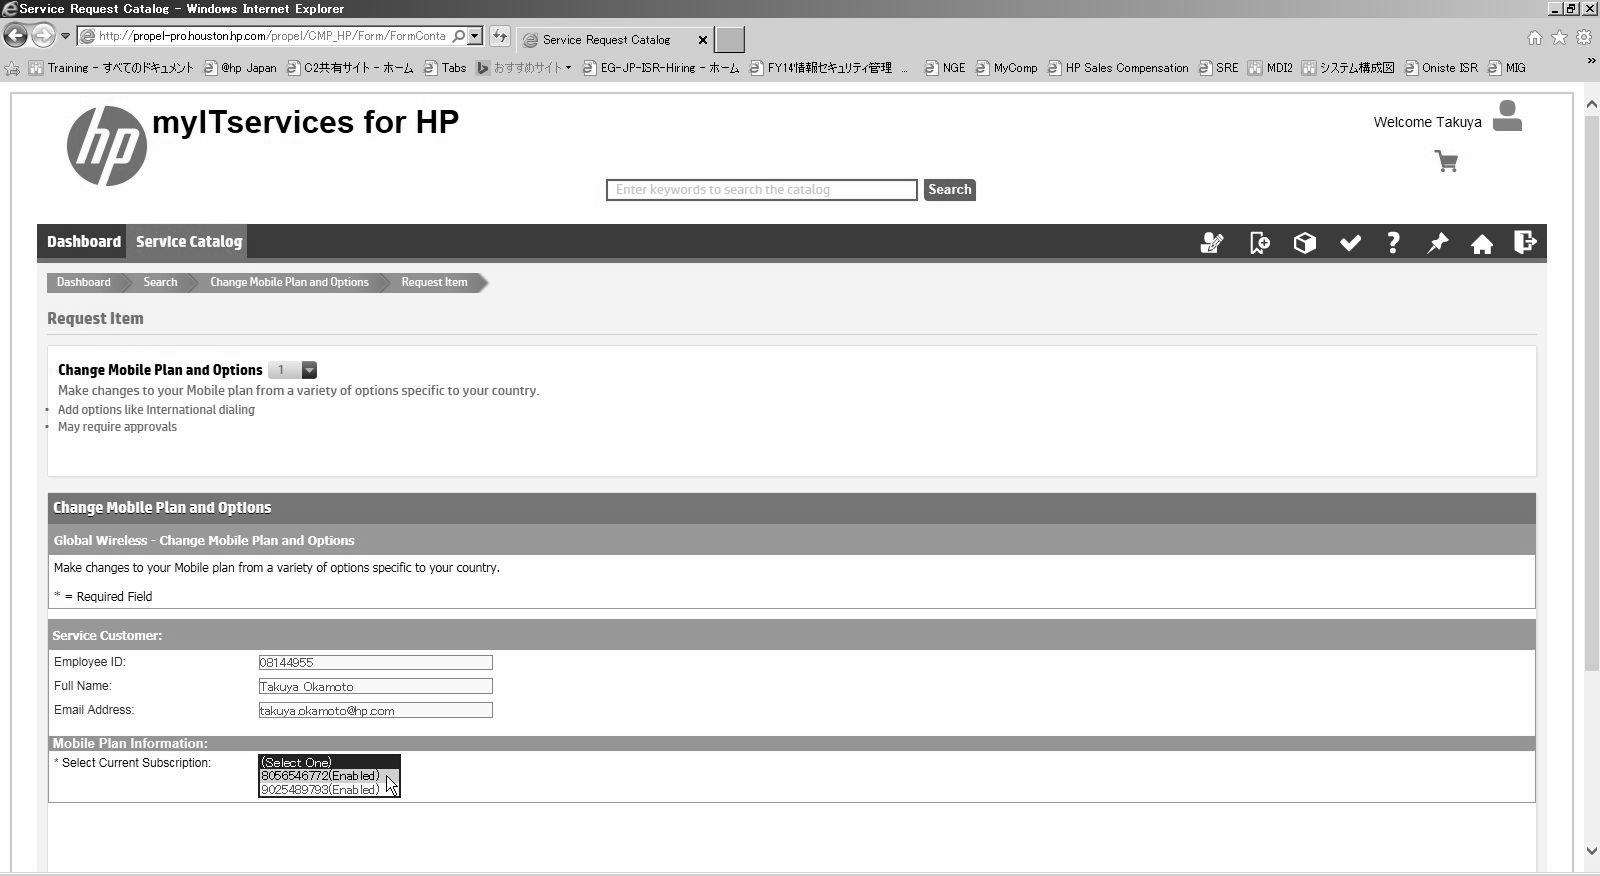 Service Request Catalog - Windows Internet Explorer
http://propel-pro.houston.hp.com/propel/CMP_HP/Form/FormConta
Service Request Catalog
Training - すべてのドキュメント @hp Japan C2共有サイト - ホーム Tabs おすすめサイト EG-JP-ISR-Hiring - ホーム FY14情報セキュリティ管理 ... NGE MyComp HP Sales Compensation SRE MDI2 システム構成図 Oniste ISR MIG »
hp myITservices for HP
Welcome Takuya
Enter keywords to search the catalog Search
Dashboard Service Catalog
Dashboard Search Change Mobile Plan and Options Request Item
Request Item
Change Mobile Plan and Options 1
Make changes to your Mobile plan from a variety of options specific to your country.
• Add options like International dialing
• May require approvals
Change Mobile Plan and Options
Global Wireless - Change Mobile Plan and Options
Make changes to your Mobile plan from a variety of options specific to your country.
* = Required Field
Service Customer:
Employee ID: 08144955
Full Name: Takuya Okamoto
Email Address: takuya.okamoto@hp.com
Mobile Plan Information:
* Select Current Subscription: (Select One)
8056546772(Enabled)
9025489793(Enabled)